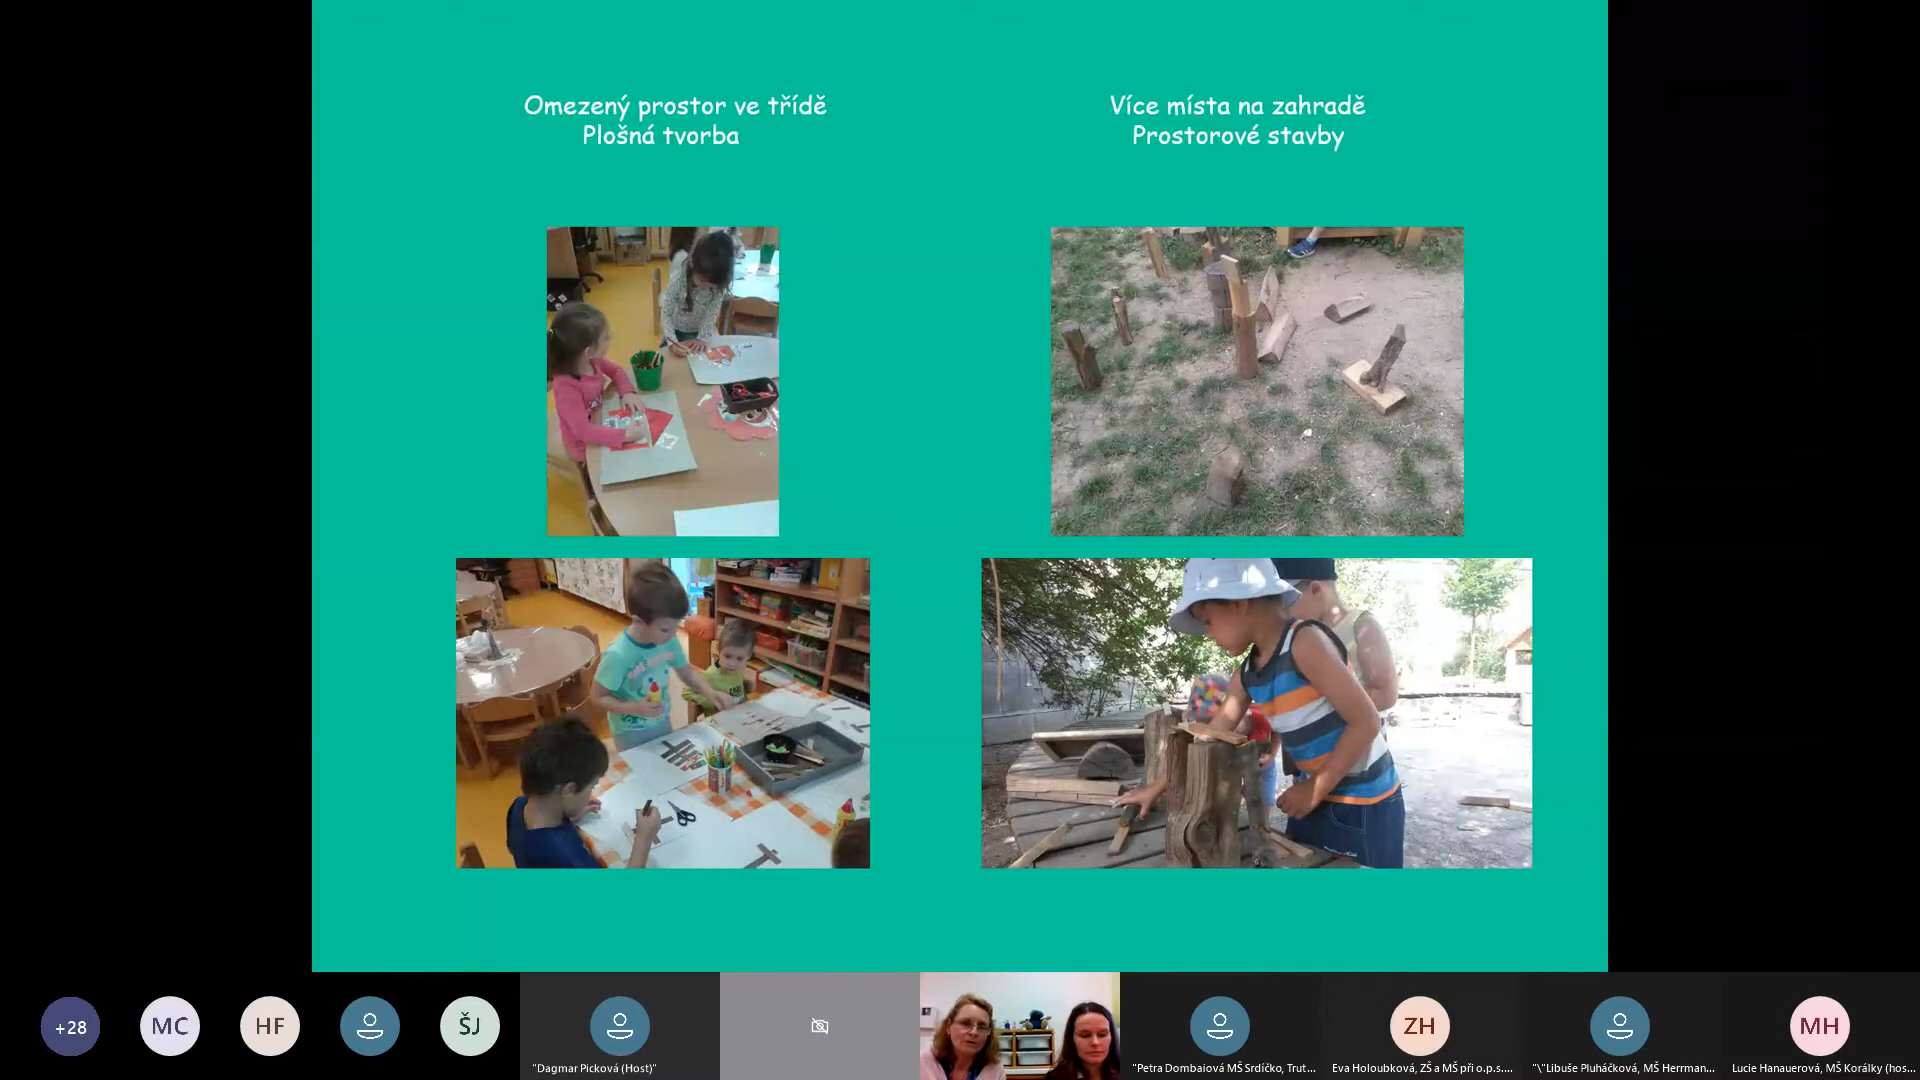 Omezený prostor ve třídě
Plošná tvorba
Více místa na zahradě
Prostorové stavby
+28
MC
HF
ŠJ
ZH
MH
"Dagmar Picková (Host)"
"Petra Dombaiová MŠ Srdíčko, Trut...
Eva Holoubková, ZŠ a MŠ při o.p.s....
"\"Libuše Pluháčková, MŠ Herrman...
Lucie Hanauerová, MŠ Korálky (hos...